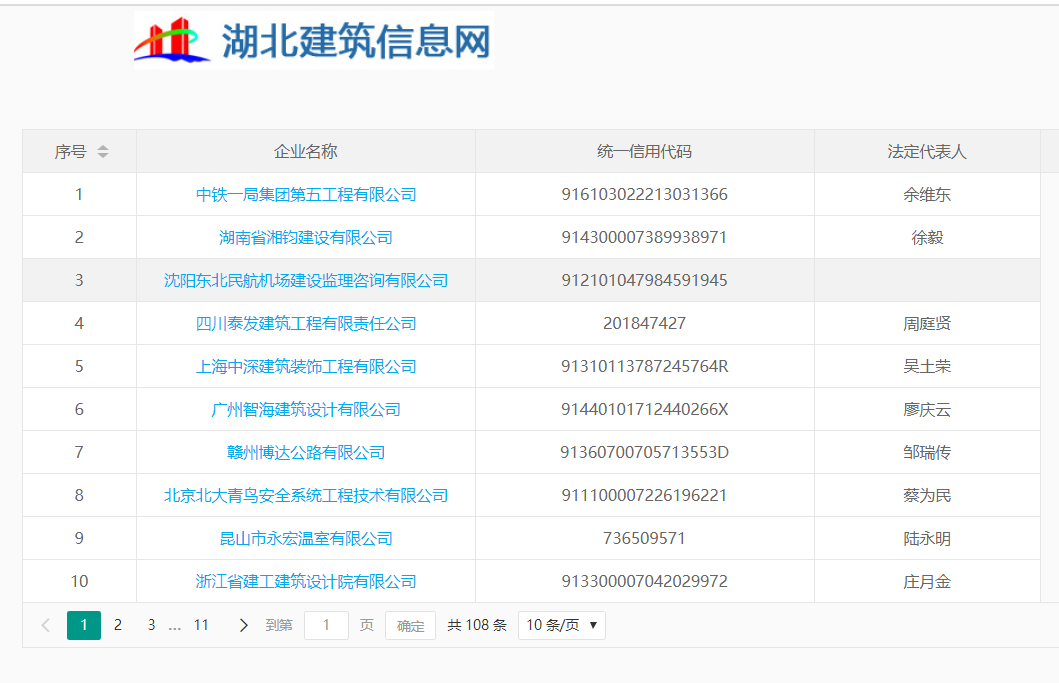 湖北建筑信息网
序号 企业名称 统一信用代码 法定代表人
1 中铁一局集团第五工程有限公司 916103022213031366 余维东
2 湖南省湘钧建设有限公司 914300007389938971 徐毅
3 沈阳东北民航机场建设监理咨询有限公司 912101047984591945
4 四川泰发建筑工程有限责任公司 201847427 周庭贤
5 上海中深建筑装饰工程有限公司 91310113787245764R 吴土荣
6 广州智海建筑设计有限公司 91440101712440266X 廖庆云
7 赣州博达公路有限公司 91360700705713553D 邹瑞传
8 北京北大青鸟安全系统工程技术有限公司 911100007226196221 蔡为民
9 昆山市永宏温室有限公司 736509571 陆永明
10 浙江省建工建筑设计院有限公司 913300007042029972 庄月金
1 2 3 … 11 到第 1 页 确定 共 108 条 10 条/页